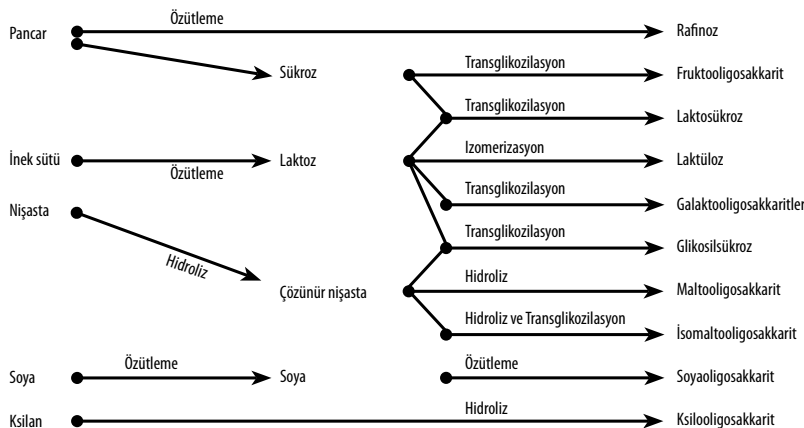 Pancar
Özütleme
Rafinoz
Sükroz
Transglikozilasyon
Fruktooligosakkarit
Transglikozilasyon
Laktosükroz
İnek sütü
Özütleme
Laktoz
Izomerizasyon
Laktüloz
Transglikozilasyon
Galaktooligosakkaritler
Nişasta
Hidroliz
Transglikozilasyon
Glikosilsükroz
Çözünür nişasta
Hidroliz
Maltooligosakkarit
Hidroliz ve Transglikozilasyon
İsomaltooligosakkarit
Soya
Özütleme
Soya
Özütleme
Soyaoligosakkarit
Ksilan
Hidroliz
Ksilooligosakkarit